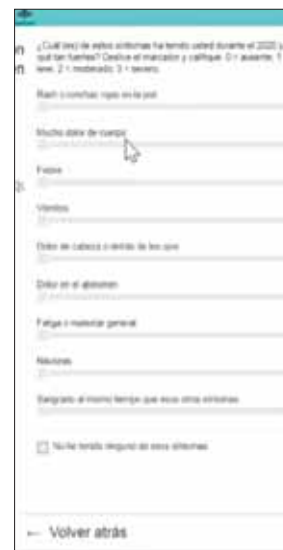 ¿Cuál (es) de estos síntomas ha tenido usted durante el 2020 y
qué tan fuertes? Deslice el marcador y califique: 0 = ausente; 1
leve; 2 = moderado; 3 = severo.
Rash o ronchas rojas en la piel
Mucho dolor de cuerpo
Fiebre
Vómitos
Dolor de cabeza o detrás de los ojos
Dolor en el abdomen
Fatiga o malestar general
Náuseas
Sangrado al mismo tiempo que esos otros síntomas
No he tenido ninguno de esos síntomas
← Volver atrás